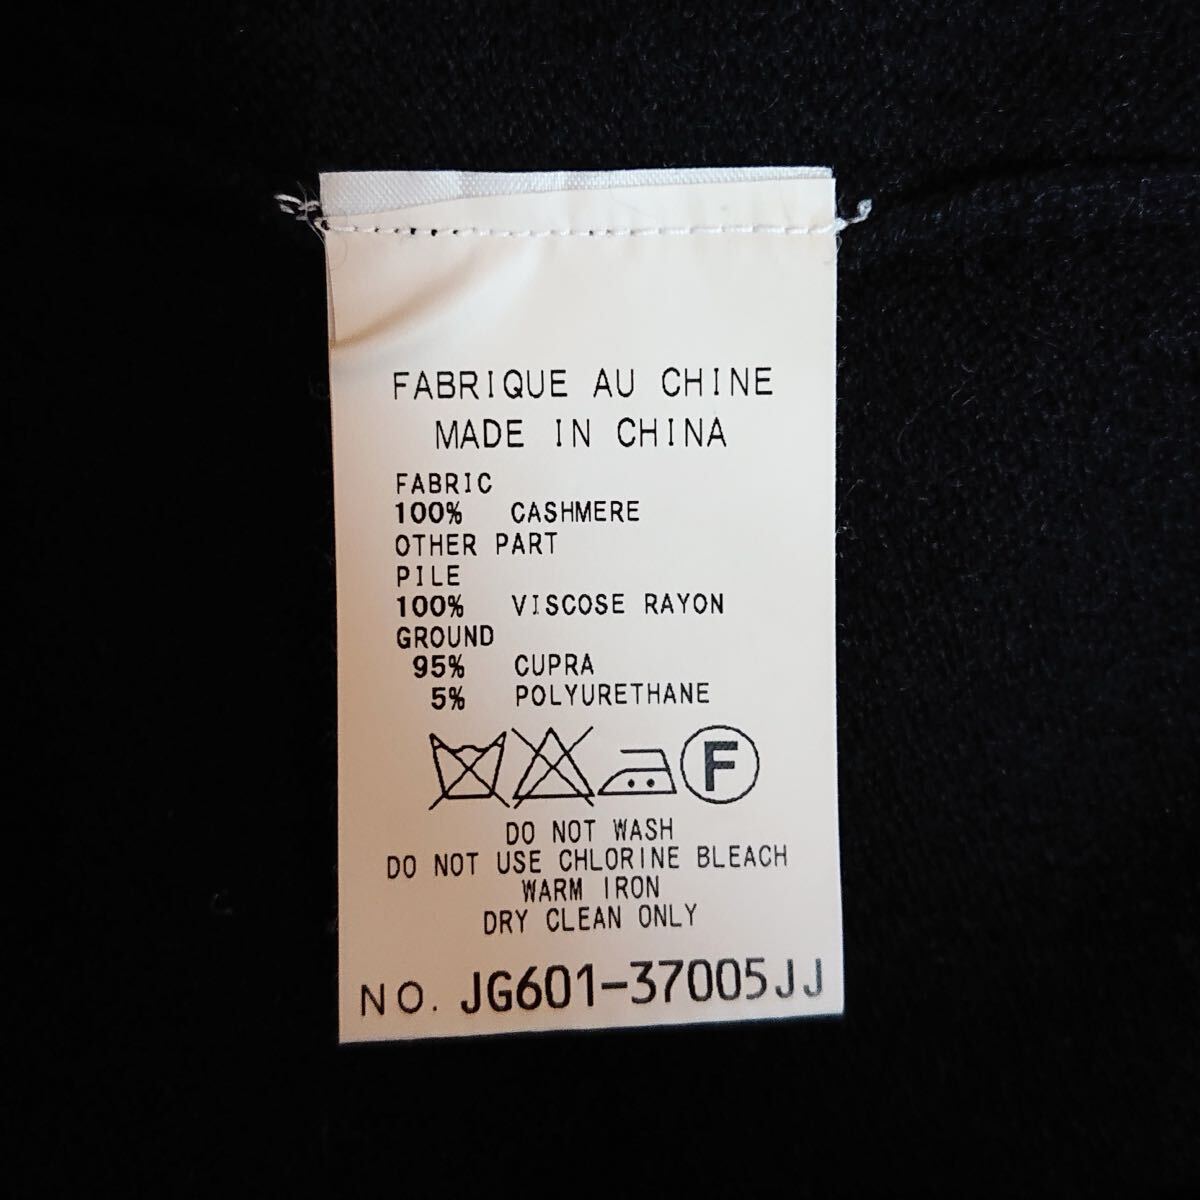 FABRIQUE AU CHINE
MADE IN CHINA
FABRIC
100% CASHMERE
OTHER PART
PILE
100% VISCOSE RAYON
GROUND
95% CUPRA
5% POLYURETHANE
F
DO NOT WASH
DO NOT USE CHLORINE BLEACH
WARM IRON
DRY CLEAN ONLY
NO. JG601-37005JJ